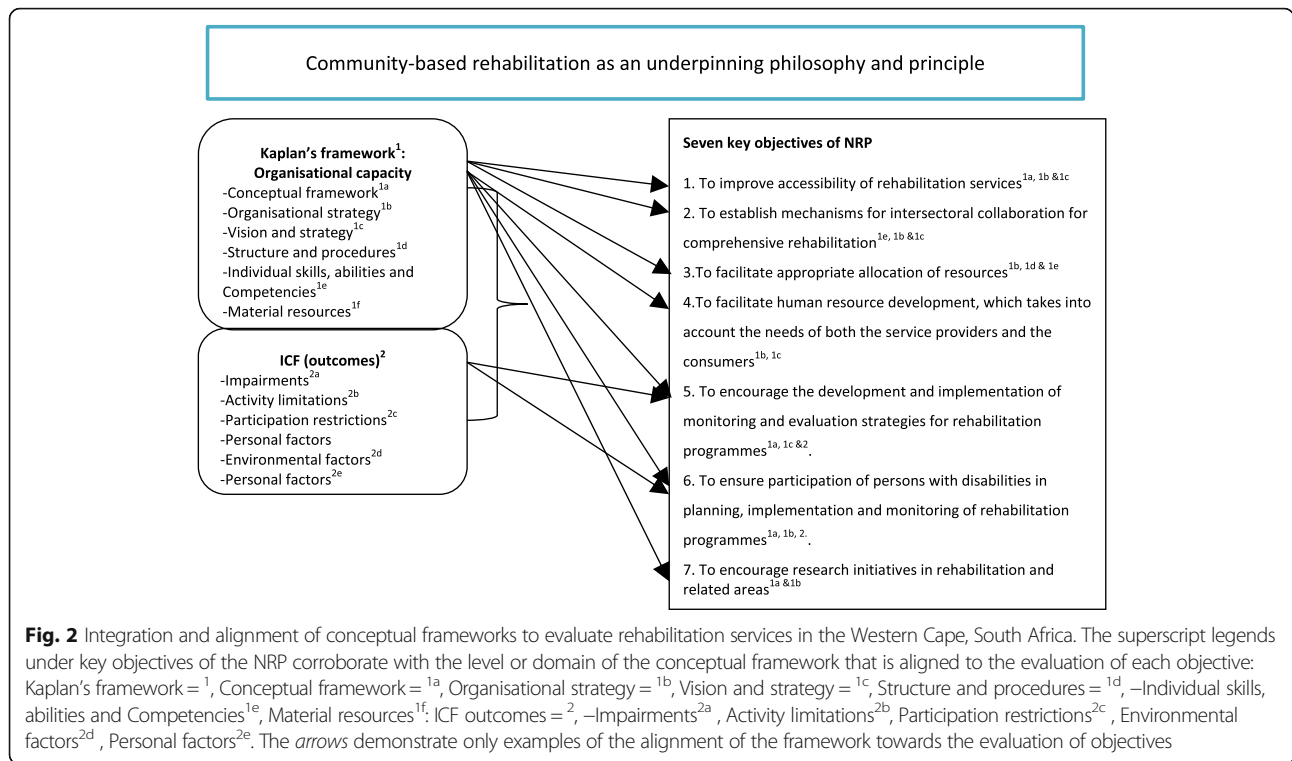 Community-based rehabilitation as an underpinning philosophy and principle
Kaplan's framework1:
Organisational capacity
-Conceptual framework1a
-Organisational strategy1b
-Vision and strategy1c
-Structure and procedures1d
-Individual skills, abilities and
Competencies1e
-Material resources1f
ICF (outcomes)2
-Impairments2a
-Activity limitations2b
-Participation restrictions2c
-Personal factors
-Environmental factors2d
-Personal factors2e
Seven key objectives of NRP
1. To improve accessibility of rehabilitation services1a, 1b &1c
2. To establish mechanisms for intersectoral collaboration for
comprehensive rehabilitation1e, 1b &1c
3.To facilitate appropriate allocation of resources1b, 1d & 1e
4.To facilitate human resource development, which takes into
account the needs of both the service providers and the
consumers1b, 1c
5. To encourage the development and implementation of
monitoring and evaluation strategies for rehabilitation
programmes1a, 1c &2.
6. To ensure participation of persons with disabilities in
planning, implementation and monitoring of rehabilitation
programmes1a, 1b, 2.
7. To encourage research initiatives in rehabilitation and
related areas1a &1b
Fig. 2 Integration and alignment of conceptual frameworks to evaluate rehabilitation services in the Western Cape, South Africa. The superscript legends
under key objectives of the NRP corroborate with the level or domain of the conceptual framework that is aligned to the evaluation of each objective:
Kaplan's framework = 1, Conceptual framework = 1a, Organisational strategy = 1b, Vision and strategy = 1c, Structure and procedures = 1d, –Individual skills,
abilities and Competencies1e, Material resources1f: ICF outcomes = 2, –Impairments2a , Activity limitations2b, Participation restrictions2c , Environmental
factors2d , Personal factors2e. The arrows demonstrate only examples of the alignment of the framework towards the evaluation of objectives